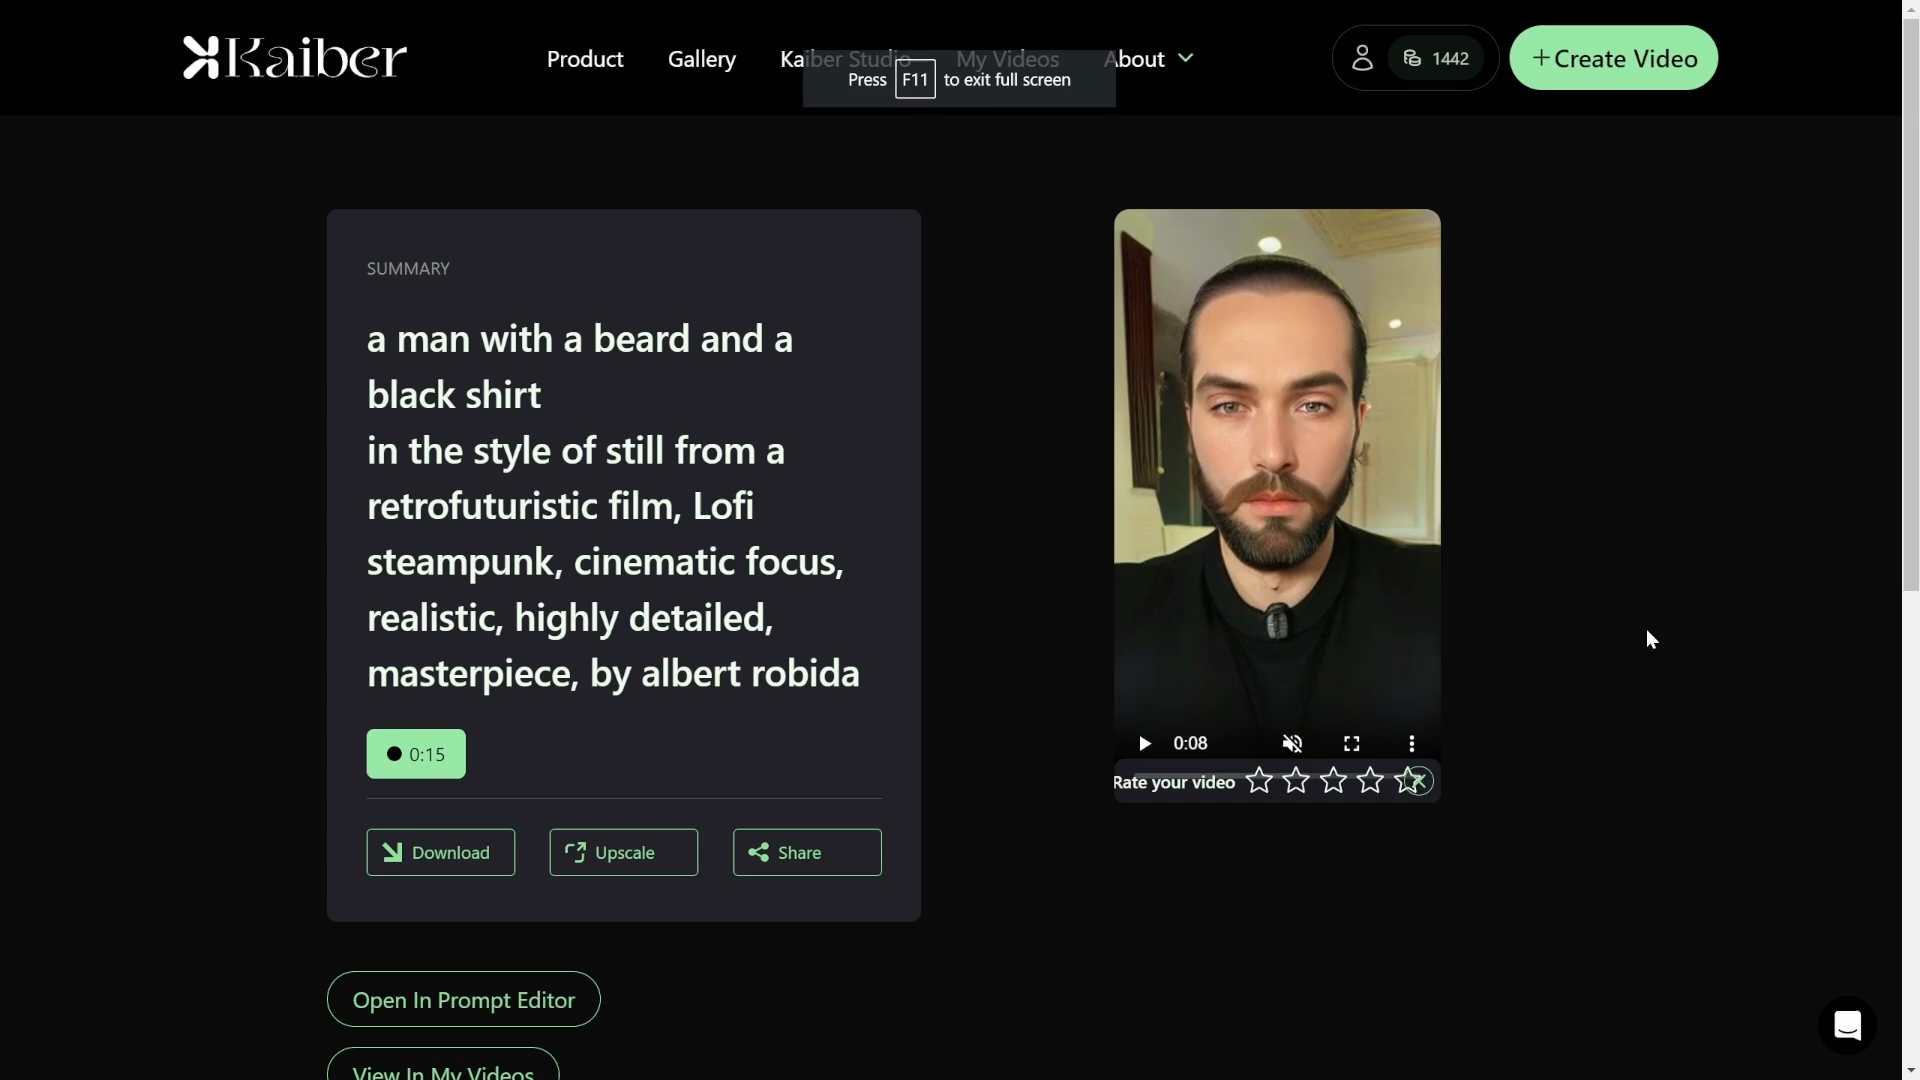 Kaiber
Product
Gallery
Kaiber Studio
My Videos
About
1442
+ Create Video
Press F11 to exit full screen
SUMMARY
a man with a beard and a
black shirt
in the style of still from a
retrofuturistic film, Lofi
steampunk, cinematic focus,
realistic, highly detailed,
masterpiece, by albert robida
0:15
Download
Upscale
Share
0:08
Rate your video
Open In Prompt Editor
View In My Videos